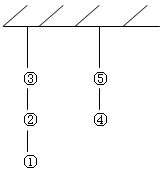 ③ ⑤
② ④
①